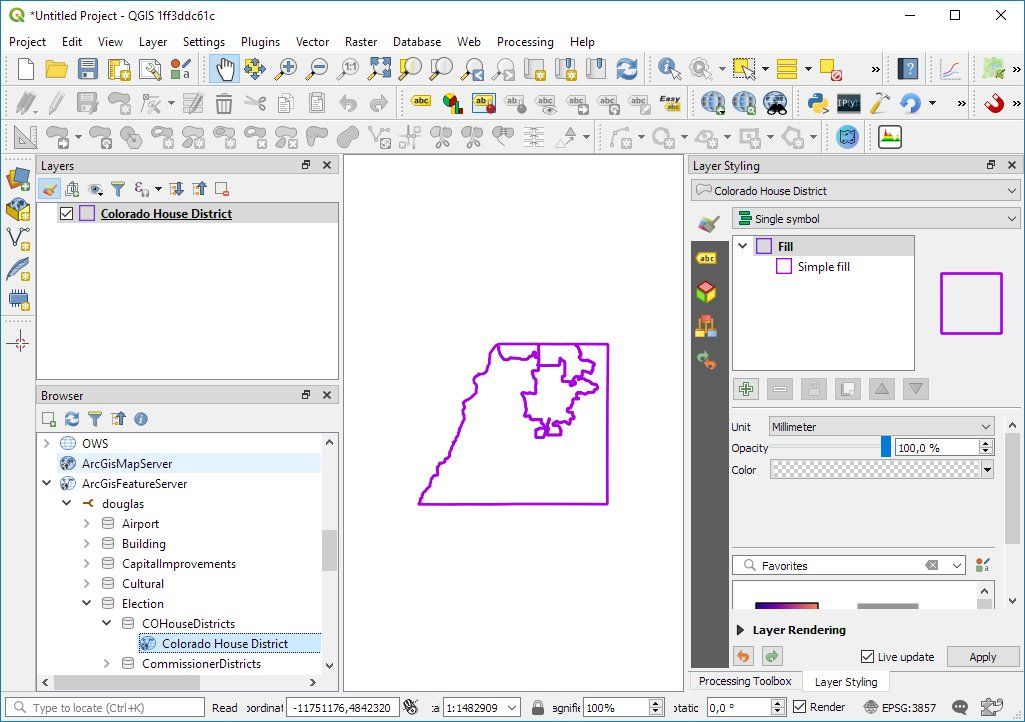 *Untitled Project - QGIS 1ff3ddc61c
Project Edit View Layer Settings Plugins Vector Raster Database Web Processing Help
1:1
»
abc
ab
abc
abc
abc
abc
abc
Easy
abc
IP[y]:
»
Layers
Colorado House District
Browser
OWS
ArcGisMapServer
ArcGisFeatureServer
douglas
Airport
Building
CapitalImprovements
Cultural
Election
COHouseDistricts
Colorado House District
CommissionerDistricts
Layer Styling
Colorado House District
Single symbol
abc
Fill
Simple fill
Unit Millimeter
Opacity 100,0 %
Color
Favorites
Layer Rendering
Live update Apply
Processing Toolbox Layer Styling
Type to locate (Ctrl+K) Read oordinat -11751176,4842320 :a 1:1482909 agnifie 100% otatic 0,0 ° Render EPSG:3857